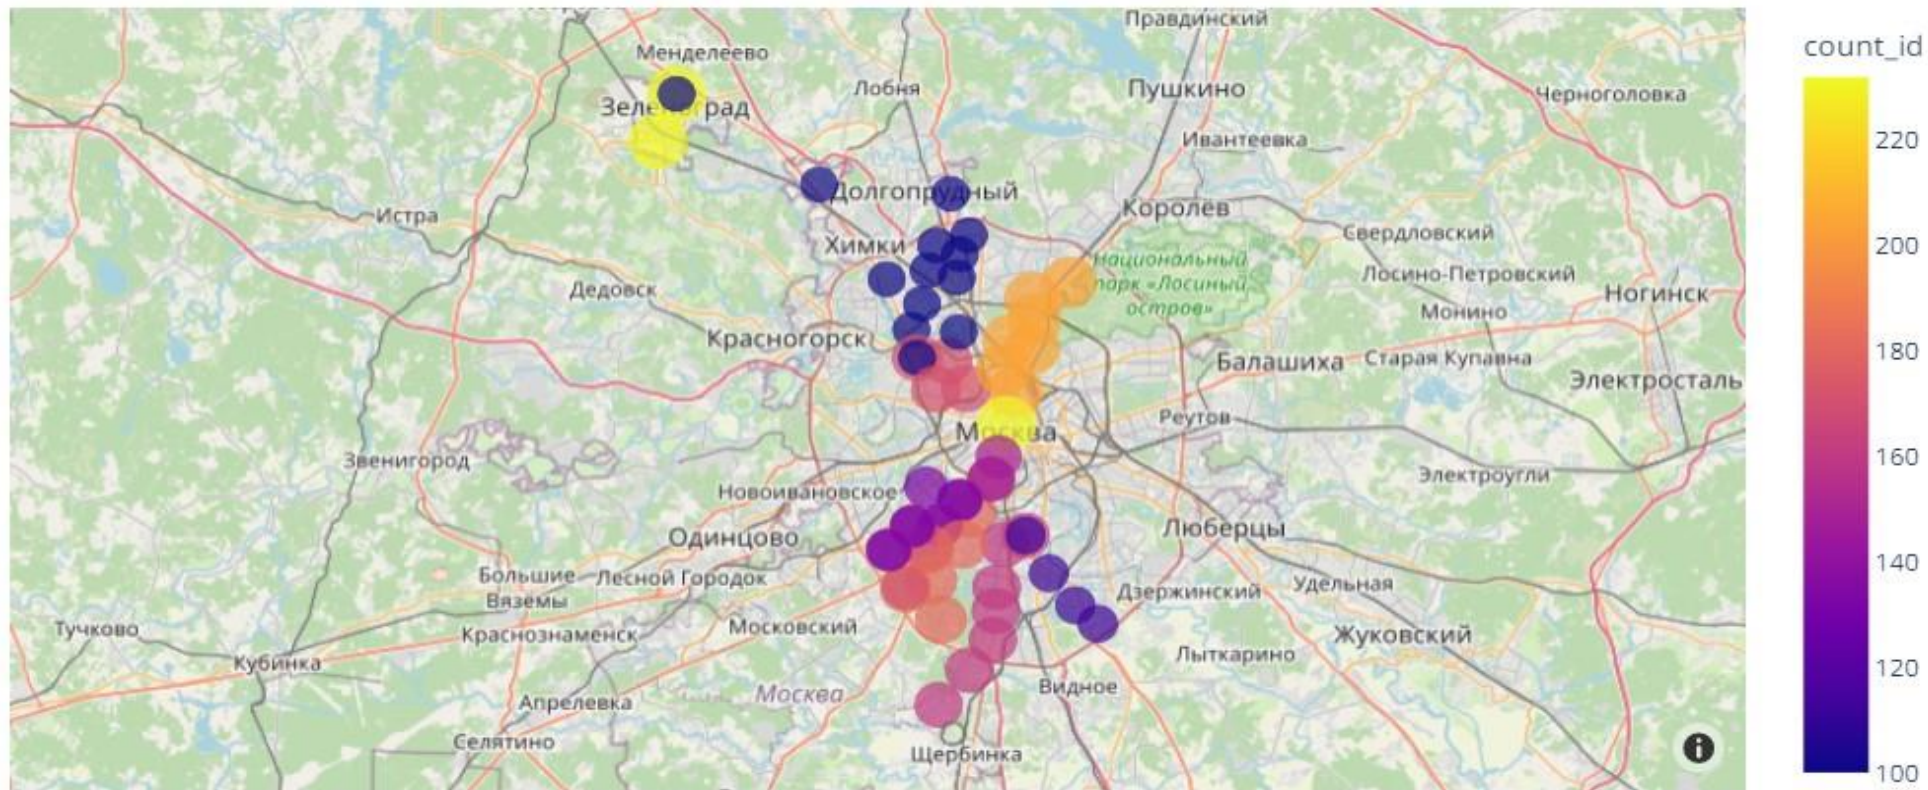 Правдинский
count_id
Менделеево
Лобня
Пушкино
Черноголовка
Зеленоград
220
Ивантеевка
Долгопрудный
Королёв
Истра
Химки
Свердловский
200
Национальный
парк «Лосиный
остров»
Лосино-Петровский
Дедовск
Ногинск
Монино
Красногорск
180
Балашиха
Старая Купавна
Электросталь
Реутов
Москва
160
Звенигород
Электроугли
Новоивановское
Одинцово
Люберцы
140
Большие
Вяземы
Лесной Городок
Дзержинский
Удельная
Тучково
Краснознаменск
Московский
Жуковский
Кубинка
Лыткарино
120
Москва
Видное
Апрелевка
Селятино
Щербинка
i
100